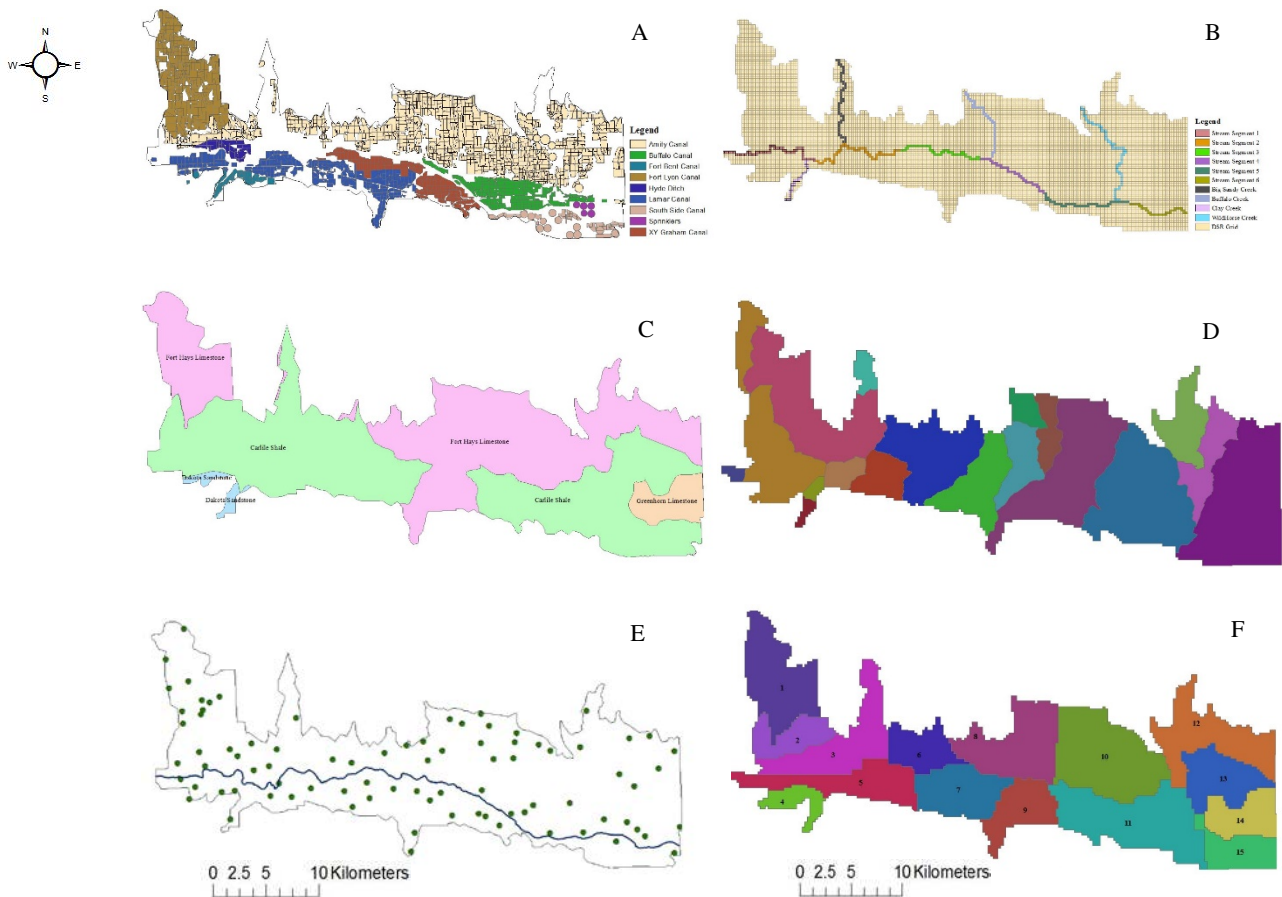 N
W E
S
A
Legend
Amity Canal
Buffalo Canal
Fort Bent Canal
Fort Lyon Canal
Hyde Ditch
Lamar Canal
South Side Canal
Sprinklers
XY Graham Canal
B
Legend
Stream Segment 1
Stream Segment 2
Stream Segment 3
Stream Segment 4
Stream Segment 5
Stream Segment 6
Big Sandy Creek
Buffalo Creek
Clay Creek
Wildhorse Creek
DSR Grid
C
Fort Hays Limestone
Carlile Shale
Fort Hays Limestone
Dakota Sandstone
Dakota Sandstone
Carlile Shale
Greenhorn Limestone
D
E
0 2.5 5 10 Kilometers
F
1
2
3
4
5
6
7
8
9
10
11
12
13
14
15
0 2.5 5 10 Kilometers